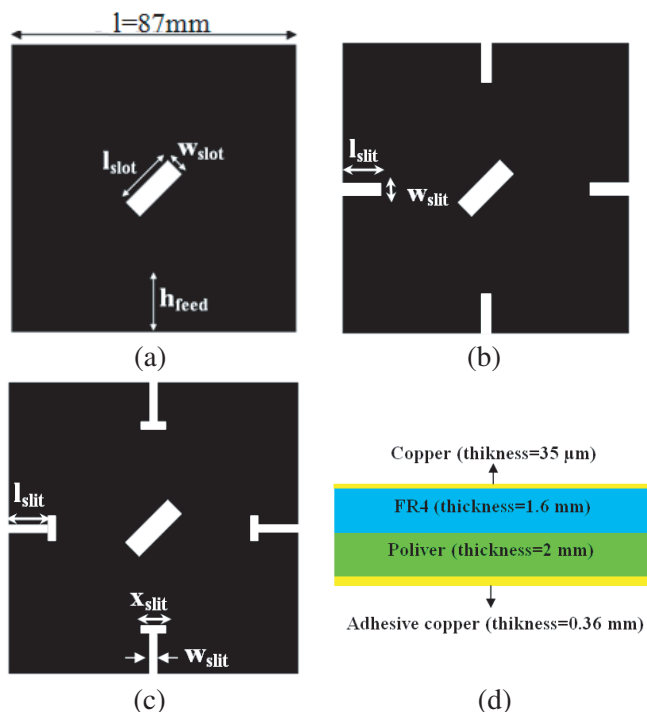 l=87mm
lslot
wslot
hfeed
(a)
lslit
wslit
(b)
lslit
xslit
wslit
(c)
Copper (thikness=35 µm)
FR4 (thickness=1.6 mm)
Poliver (thickness=2 mm)
Adhesive copper (thikness=0.36 mm)
(d)